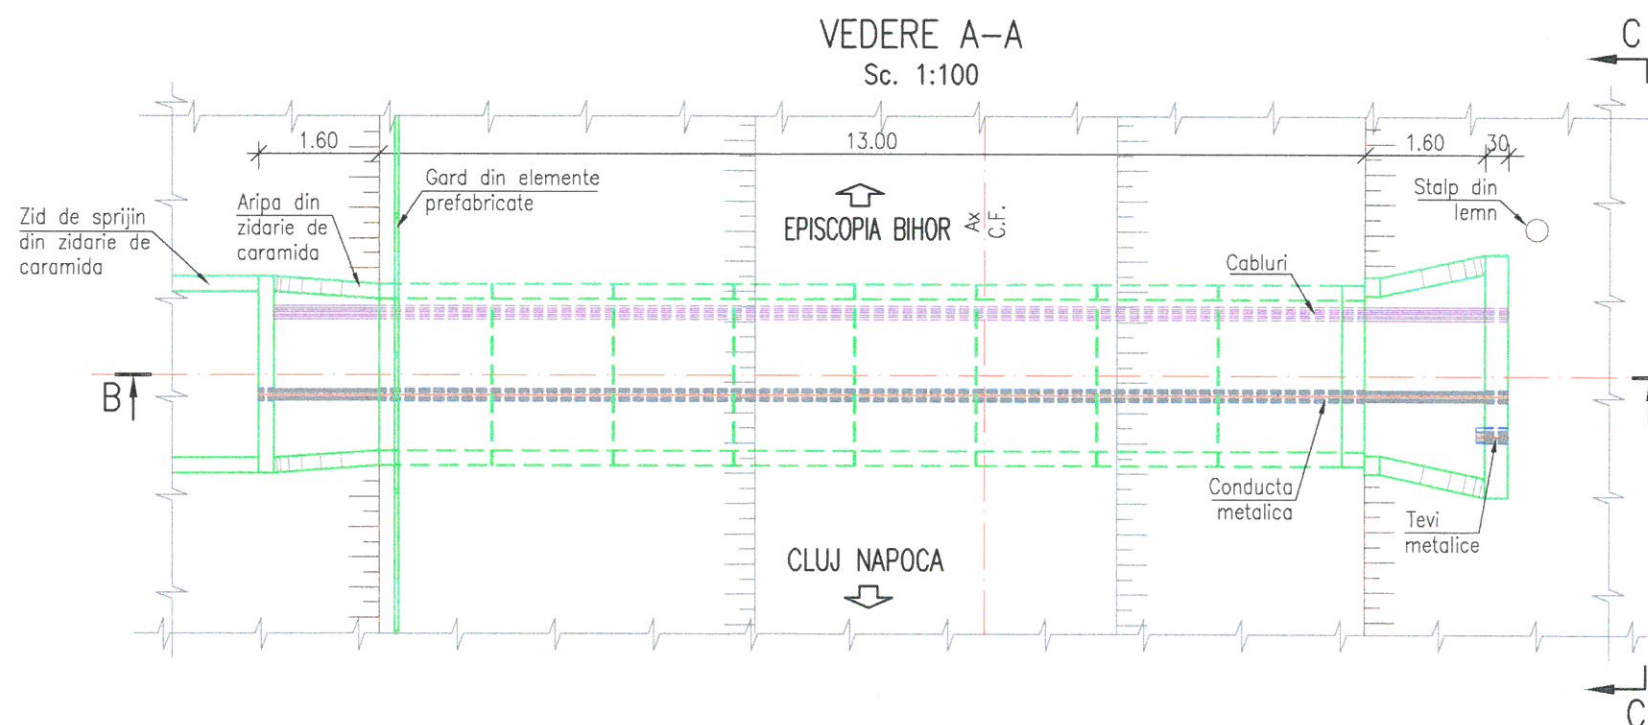 VEDERE A-A
Sc. 1:100
C
1.60
13.00
1.60
30
Gard din elemente
prefabricate
Stalp din
lemn
Aripa din
zidarie de
caramida
Zid de sprijin
din zidarie de
caramida
EPISCOPIA BIHOR
Ax
C.F.
Cabluri
B
Conducta
metalica
Tevi
metalice
CLUJ NAPOCA
C